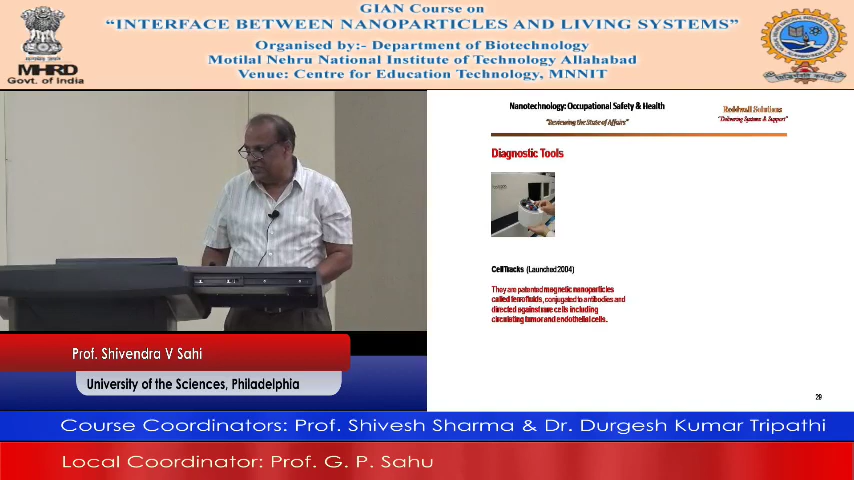 GIAN Course on
“INTERFACE BETWEEN NANOPARTICLES AND LIVING SYSTEMS”
Organised by:- Department of Biotechnology
Motilal Nehru National Institute of Technology Allahabad
Venue: Centre for Education Technology, MNNIT
MHRD
Govt. of India
Nanotechnology: Occupational Safety & Health
"Reviewing the State of Affairs"
Reddwall Solutions
"Delivering Systems & Support"
Diagnostic Tools
CellTracks (Launched 2004)
They are patented magnetic nanoparticles
called ferrofluids, conjugated to antibodies and
directed against rare cells including
circulating tumor and endothelial cells.
29
Prof. Shivendra V Sahi
University of the Sciences, Philadelphia
Course Coordinators: Prof. Shivesh Sharma & Dr. Durgesh Kumar Tripathi
Local Coordinator: Prof. G. P. Sahu